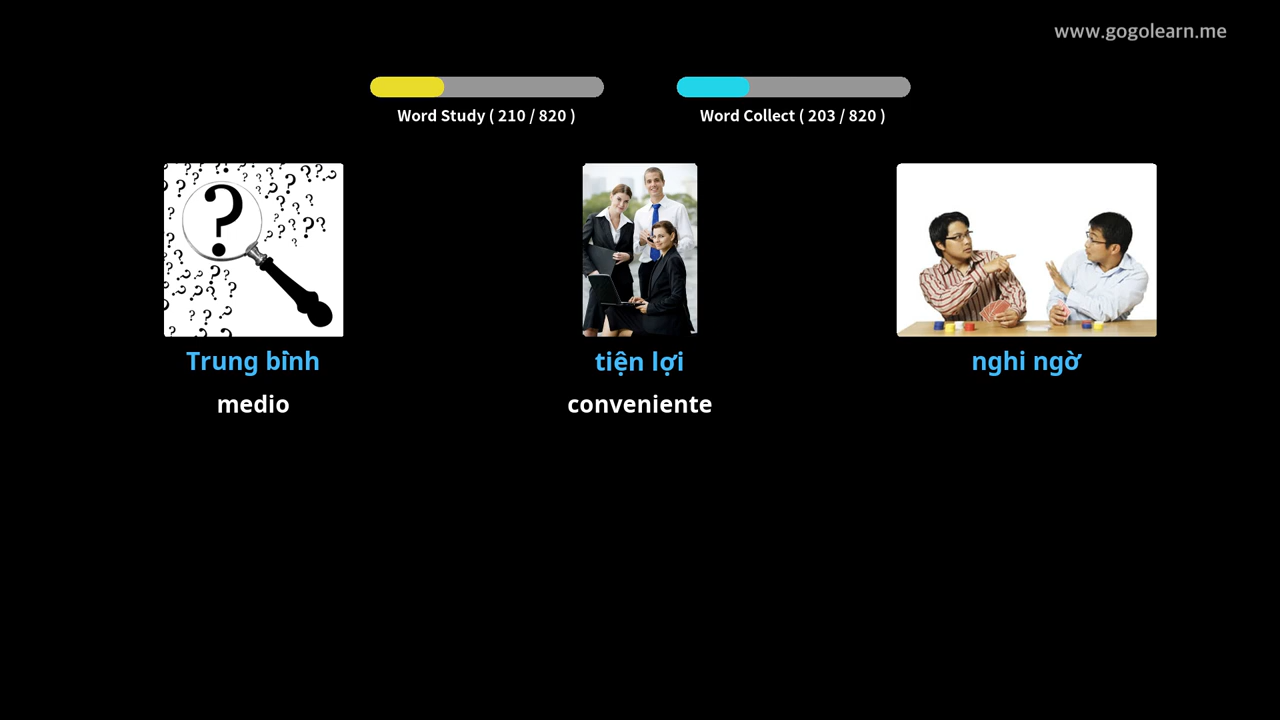 www.gogolearn.me
Word Study ( 210 / 820 )
Word Collect ( 203 / 820 )
Trung bình
medio
tiện lợi
conveniente
nghi ngờ